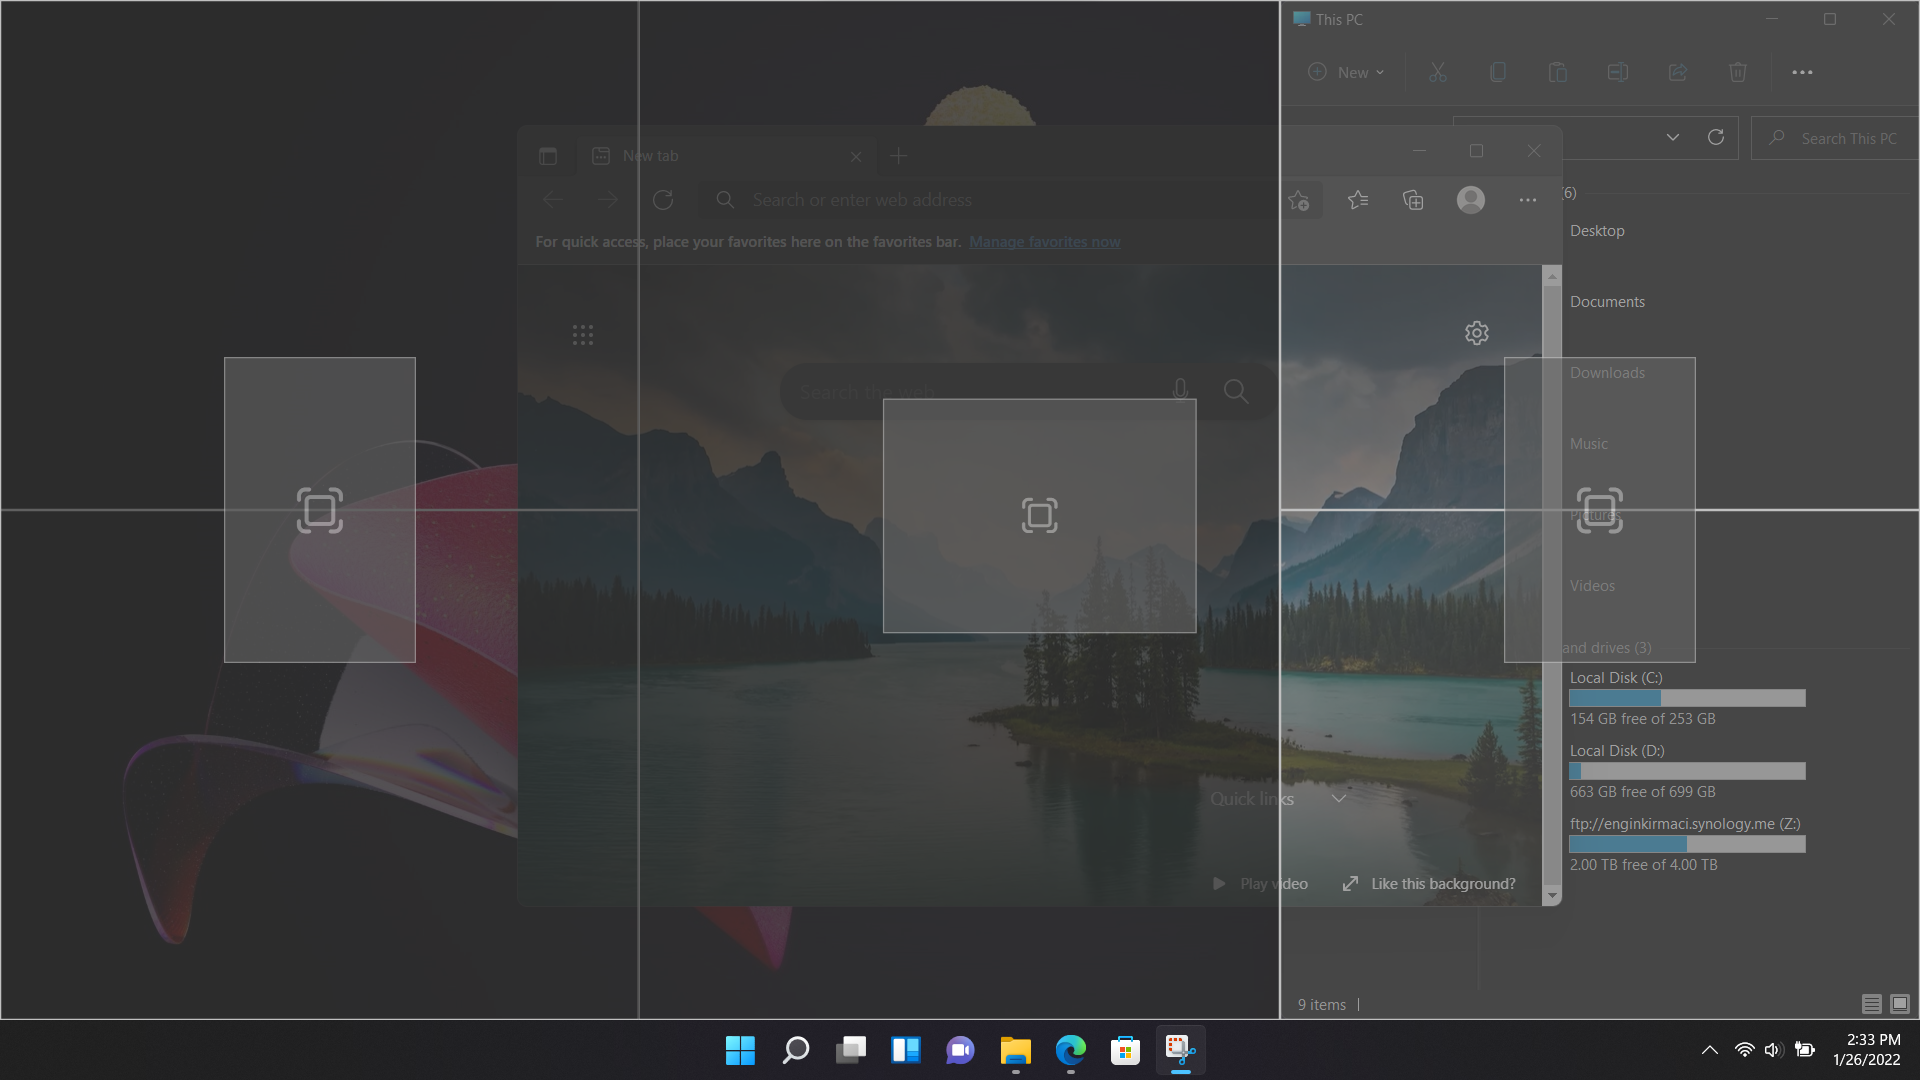 This PC
New
New tab
Search This PC
Search or enter web address
(6)
Desktop
For quick access, place your favorites here on the favorites bar. Manage favorites now
Documents
Downloads
Search the web
Music
Pictures
Videos
and drives (3)
Local Disk (C:)
154 GB free of 253 GB
Local Disk (D:)
663 GB free of 699 GB
Quick links
ftp://enginkirmaci.synology.me (Z:)
2.00 TB free of 4.00 TB
Play video
Like this background?
9 items
2:33 PM
1/26/2022